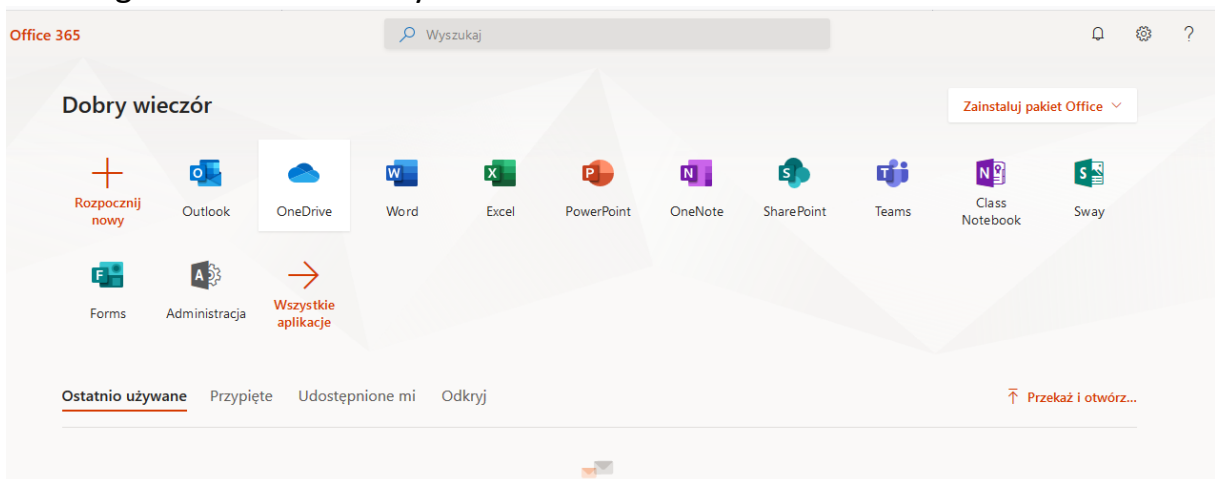 Office 365
Wyszukaj
?
Dobry wieczór
Zainstaluj pakiet Office
Rozpocznij
nowy
Outlook
OneDrive
Word
Excel
PowerPoint
OneNote
SharePoint
Teams
Class
Notebook
Sway
Forms
Administracja
Wszystkie
aplikacje
Ostatnio używane Przypięte Udostępnione mi Odkryj
Przekaż i otwórz...